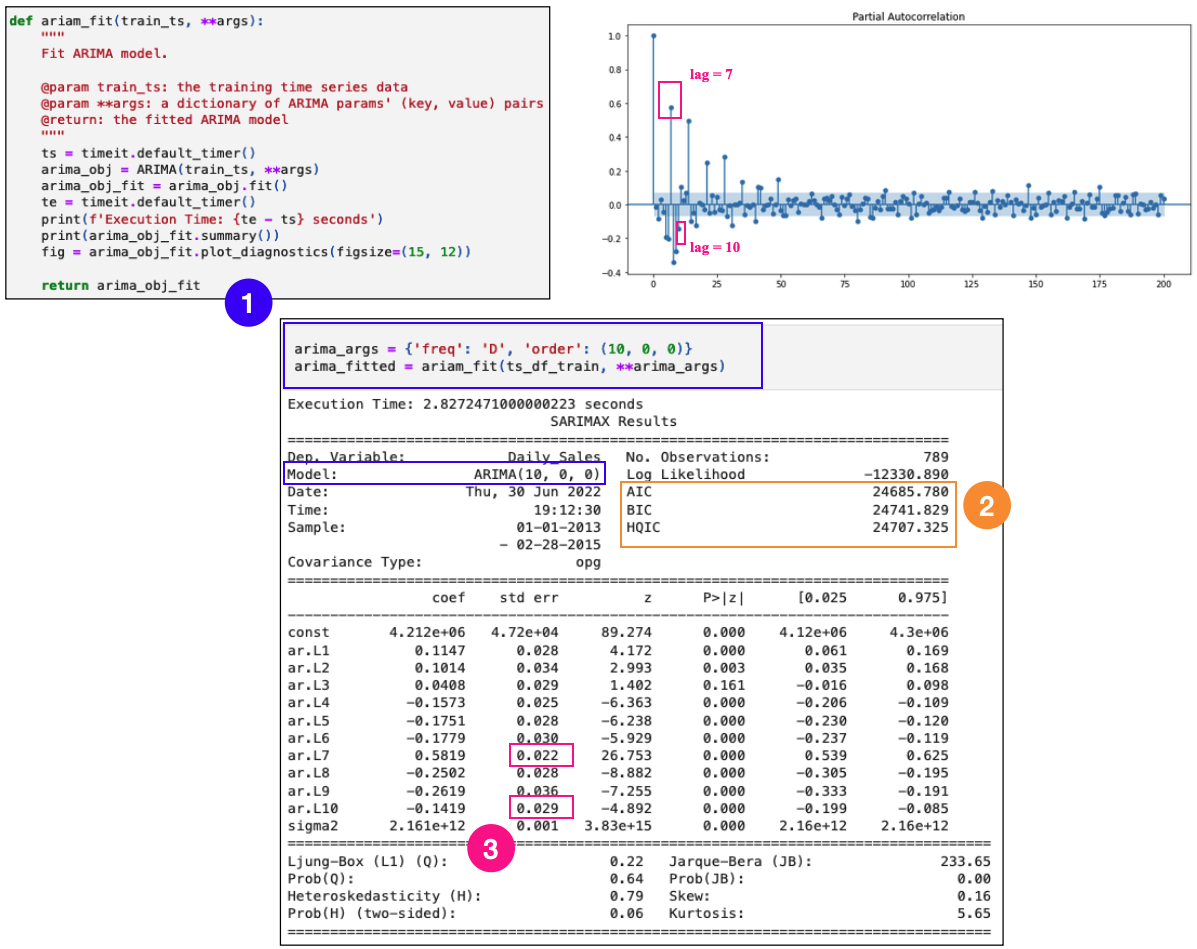 def ariam_fit(train_ts, **args):
"""
Fit ARIMA model.
@param train_ts: the training time series data
@param **args: a dictionary of ARIMA params' (key, value) pairs
@return: the fitted ARIMA model
"""
ts = timeit.default_timer()
arima_obj = ARIMA(train_ts, **args)
arima_obj_fit = arima_obj.fit()
te = timeit.default_timer()
print(f'Execution Time: {te - ts} seconds')
print(arima_obj_fit.summary())
fig = arima_obj_fit.plot_diagnostics(figsize=(15, 12))
return arima_obj_fit
1
Partial Autocorrelation
1.0
0.8
0.6
0.4
0.2
0.0
−0.2
−0.4
lag = 7
lag = 10
0 25 50 75 100 125 150 175 200
arima_args = {'freq': 'D', 'order': (10, 0, 0)}
arima_fitted = ariam_fit(ts_df_train, **arima_args)
Execution Time: 2.8272471000000223 seconds
SARIMAX Results
==============================================================================
Dep. Variable: Daily_Sales No. Observations: 789
Model: ARIMA(10, 0, 0) Log Likelihood -12330.890
Date: Thu, 30 Jun 2022 AIC 24685.780
Time: 19:12:30 BIC 24741.829
Sample: 01-01-2013 HQIC 24707.325
- 02-28-2015
2
Covariance Type: opg
==============================================================================
coef std err z P>|z| [0.025 0.975]
------------------------------------------------------------------------------
const 4.212e+06 4.72e+04 89.274 0.000 4.12e+06 4.3e+06
ar.L1 0.1147 0.028 4.172 0.000 0.061 0.169
ar.L2 0.1014 0.034 2.993 0.003 0.035 0.168
ar.L3 0.0408 0.029 1.402 0.161 -0.016 0.098
ar.L4 -0.1573 0.025 -6.363 0.000 -0.206 -0.109
ar.L5 -0.1751 0.028 -6.238 0.000 -0.230 -0.120
ar.L6 -0.1779 0.030 -5.929 0.000 -0.237 -0.119
ar.L7 0.5819 0.022 26.753 0.000 0.539 0.625
ar.L8 -0.2502 0.028 -8.882 0.000 -0.305 -0.195
ar.L9 -0.2619 0.036 -7.255 0.000 -0.333 -0.191
ar.L10 -0.1419 0.029 -4.892 0.000 -0.199 -0.085
sigma2 2.161e+12 0.001 3.83e+15 0.000 2.16e+12 2.16e+12
===================================================================================
3
Ljung-Box (L1) (Q): 0.22 Jarque-Bera (JB): 233.65
Prob(Q): 0.64 Prob(JB): 0.00
Heteroskedasticity (H): 0.79 Skew: 0.16
Prob(H) (two-sided): 0.06 Kurtosis: 5.65
===================================================================================